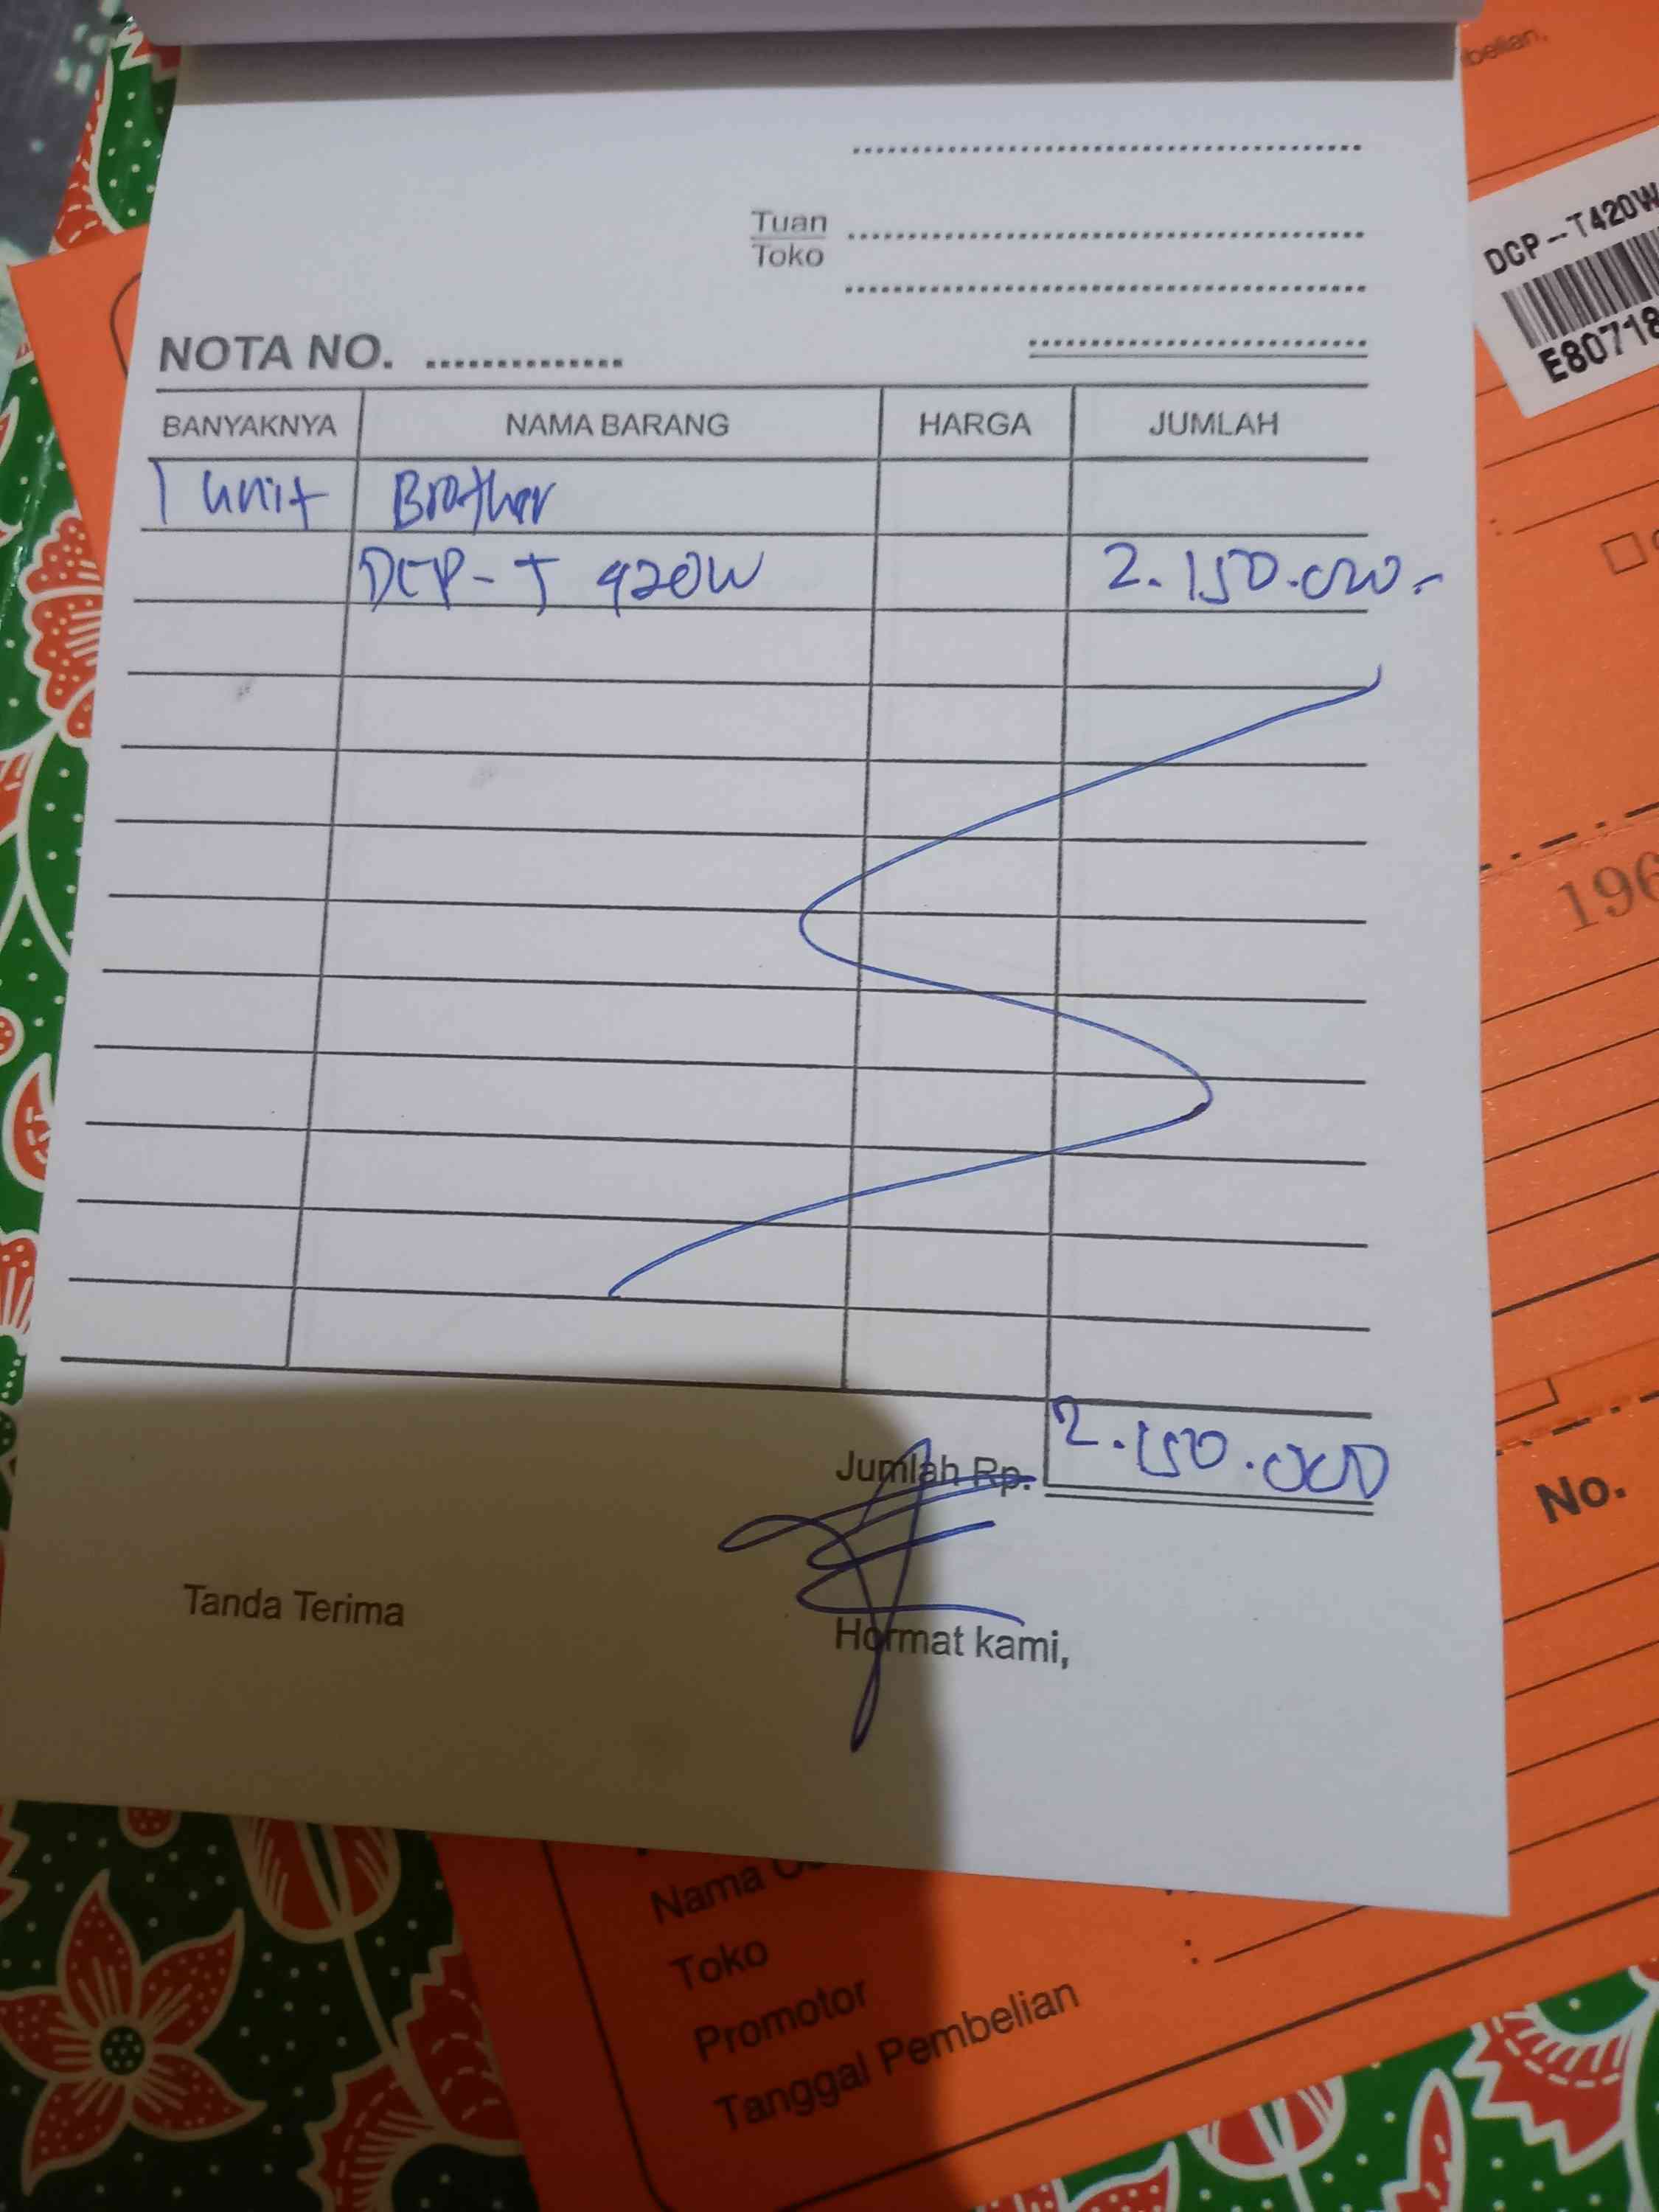 belian,
Tuan
Toko
DCP-T420W
E80718
NOTA NO. ..............
BANYAKNYA NAMA BARANG HARGA JUMLAH
1 unit Brother
DCP-T 420W 2.150.000.-
196
Jumlah Rp. 2.150.000
No.
Tanda Terima
Hormat kami,
Nama
Toko
:
Promotor
Tanggal Pembelian